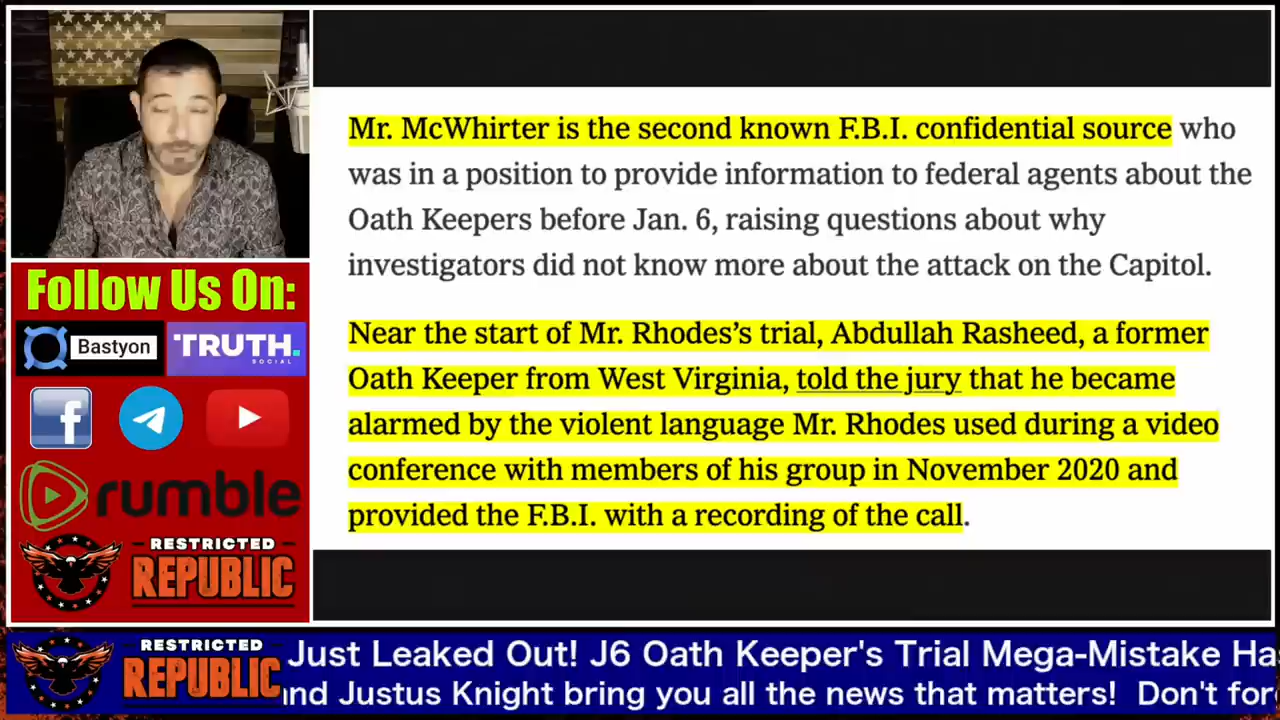 Mr. McWhirter is the second known F.B.I. confidential source who
was in a position to provide information to federal agents about the
Oath Keepers before Jan. 6, raising questions about why
investigators did not know more about the attack on the Capitol.
Near the start of Mr. Rhodes’s trial, Abdullah Rasheed, a former
Oath Keeper from West Virginia, told the jury that he became
alarmed by the violent language Mr. Rhodes used during a video
conference with members of his group in November 2020 and
provided the F.B.I. with a recording of the call.
Follow Us On:
Bastyon
TRUTH.
SOCIAL
f
rumble
RESTRICTED
REPUBLIC
RESTRICTED
REPUBLIC
Just Leaked Out! J6 Oath Keeper's Trial Mega-Mistake Ha
and Justus Knight bring you all the news that matters! Don't for